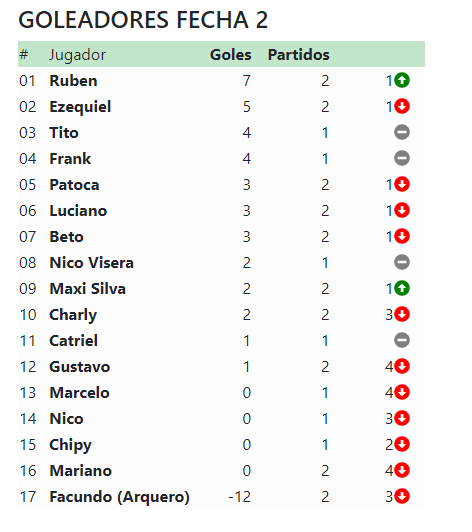 GOLEADORES FECHA 2
# Jugador Goles Partidos
01 Ruben 7 2 1
02 Ezequiel 5 2 1
03 Tito 4 1
04 Frank 4 1
05 Patoca 3 2 1
06 Luciano 3 2 1
07 Beto 3 2 1
08 Nico Visera 2 1
09 Maxi Silva 2 2 1
10 Charly 2 2 3
11 Catriel 1 1
12 Gustavo 1 2 4
13 Marcelo 0 1 4
14 Nico 0 1 3
15 Chipy 0 1 2
16 Mariano 0 2 4
17 Facundo (Arquero) -12 2 3